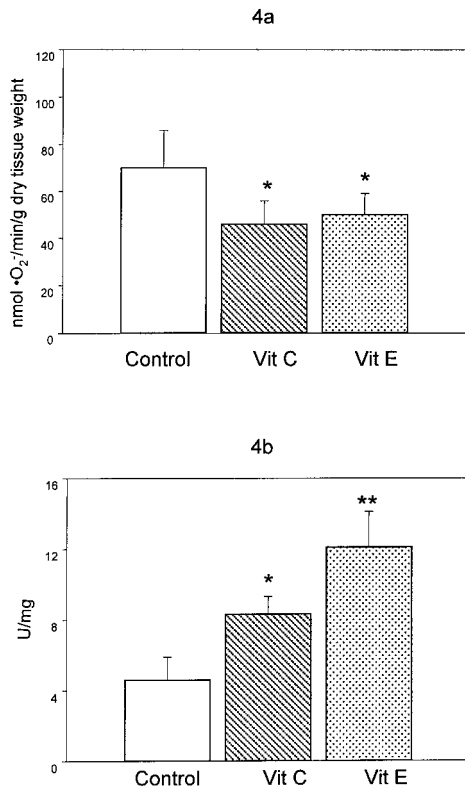 4a
nmol •O₂⁻/min/g dry tissue weight
120
100
80
60
40
20
0
*
*
Control
Vit C
Vit E
4b
U/mg
16
12
8
4
0
*
**
Control
Vit C
Vit E